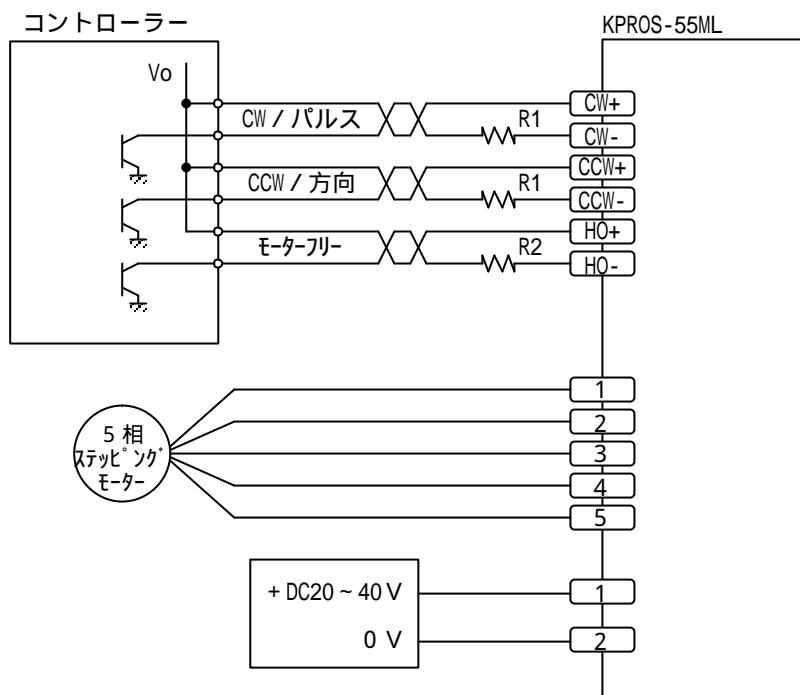 コントローラー
KPROS-55ML
Vo
CW+
CW / パルス
R1
CW-
CCW+
CCW / 方向
R1
CCW-
HO+
モーターフリー
R2
HO-
1
2
5 相
ステッピング
モーター
3
4
5
+ DC20 ~ 40 V
1
0 V
2